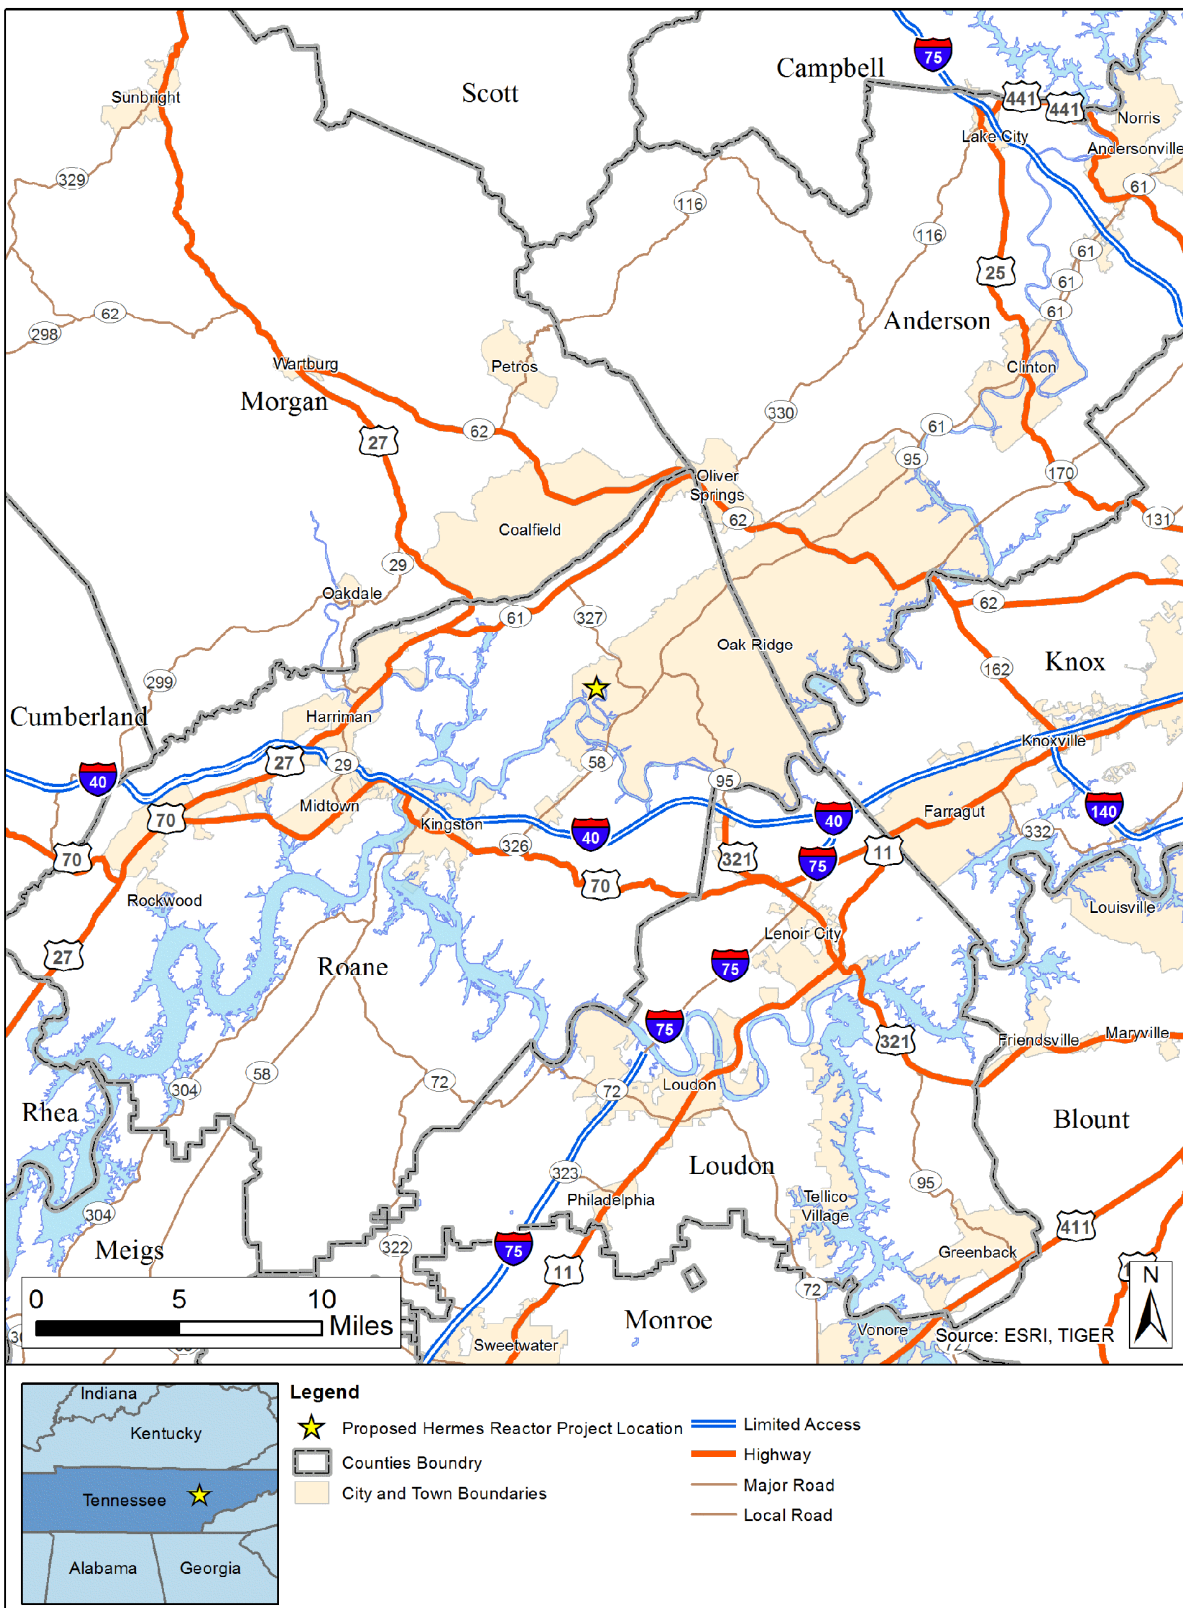 Scott
Campbell
75
441
441
Sunbright
Norris
Lake City
Andersonville
329
61
116
116
61
25
61
62
61
298
Anderson
Wartburg
Petros
Clinton
Morgan
330
62
61
27
95
170
Oliver
Springs
62
131
Coalfield
29
Oakdale
61
327
62
Oak Ridge
Knox
162
299
Cumberland
Harriman
Knoxville
27
29
58
40
95
Midtown
70
Kingston
40
140
Farragut
326
40
332
70
321
75
11
70
Rockwood
Louisville
Lenoir City
27
Roane
75
75
321
Friendsville
Maryville
58
72
304
72
Loudon
Rhea
Blount
Loudon
323
95
Philadelphia
Tellico
Village
304
411
Meigs
322
75
Greenback
11
72
0 5 10
Miles
Monroe
N
Vonore
Source: ESRI, TIGER
Sweetwater
72
Indiana
Kentucky
Tennessee
Alabama
Georgia
Legend
Proposed Hermes Reactor Project Location
Counties Boundry
City and Town Boundaries
Limited Access
Highway
Major Road
Local Road